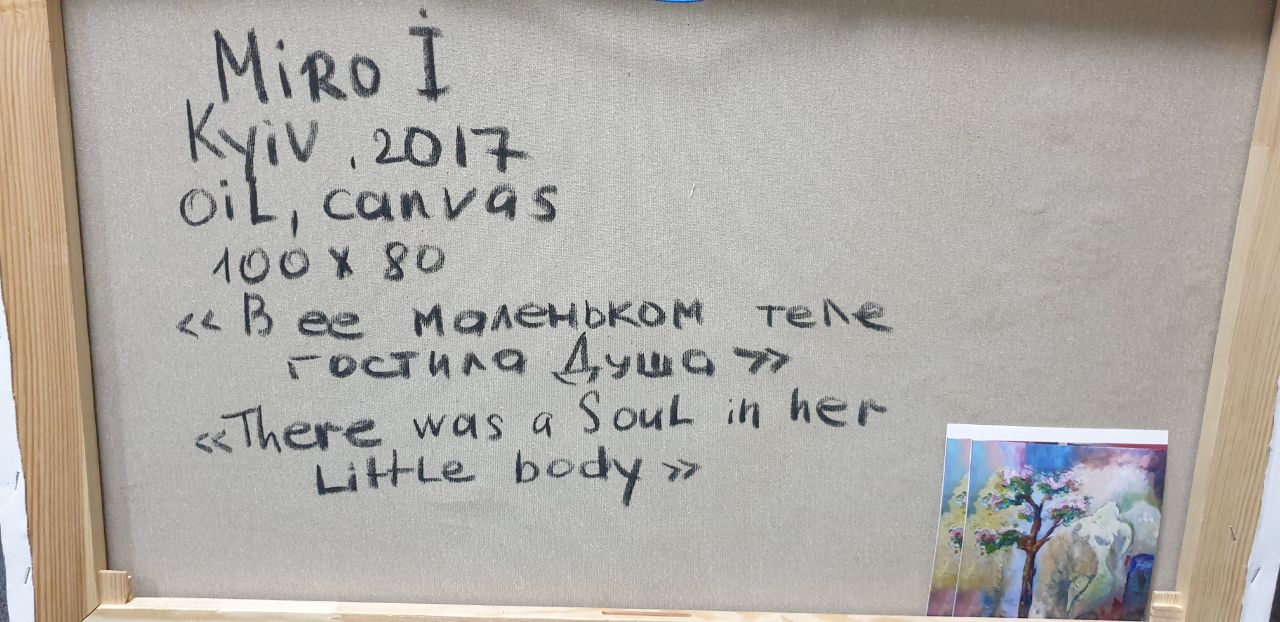 Miro İ
Kyiv, 2017
oil, canvas
100 x 80
«В ее маленьком теле
гостила Душа»
«There was a Soul in her
Little body»